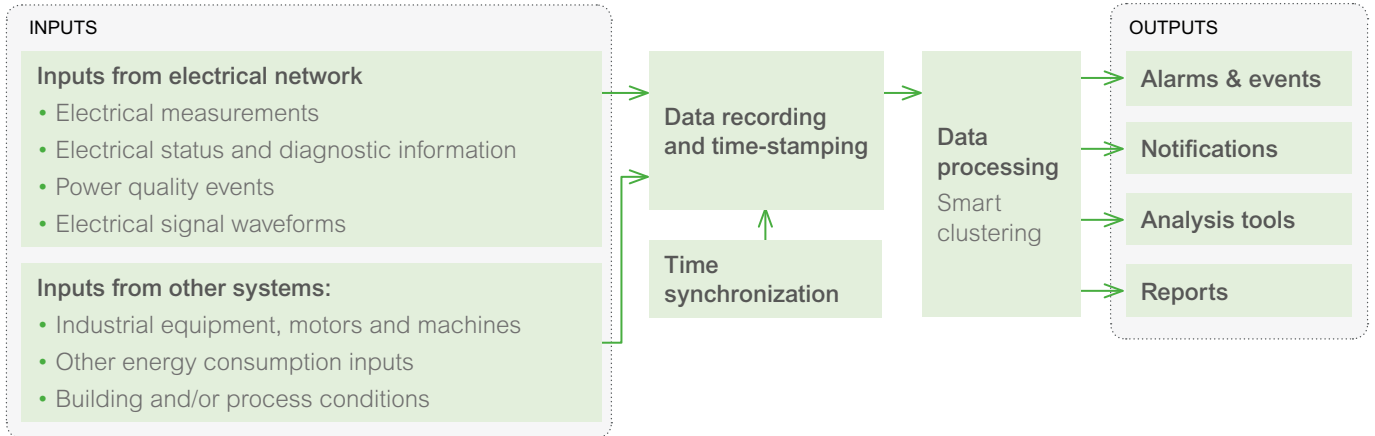 INPUTS
Inputs from electrical network
• Electrical measurements
• Electrical status and diagnostic information
• Power quality events
• Electrical signal waveforms
Inputs from other systems:
• Industrial equipment, motors and machines
• Other energy consumption inputs
• Building and/or process conditions
Data recording
and time-stamping
Time
synchronization
Data
processing
Smart
clustering
OUTPUTS
Alarms & events
Notifications
Analysis tools
Reports